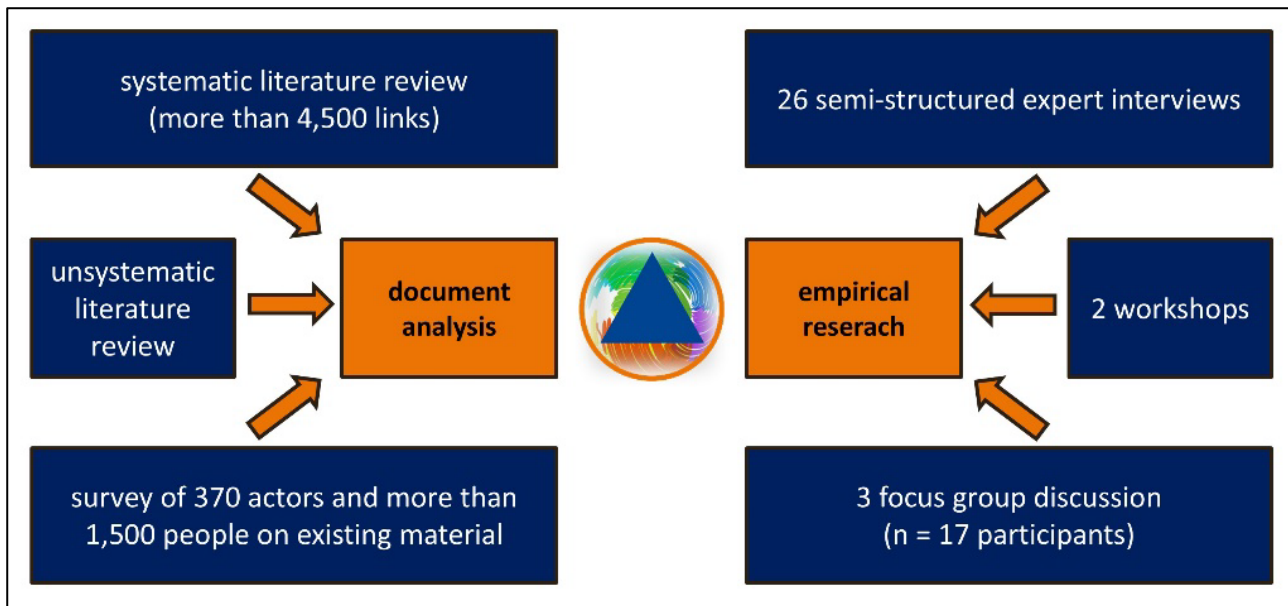 systematic literature review
(more than 4,500 links)
26 semi-structured expert interviews
unsystematic
literature
review
document
analysis
empirical
reserach
2 workshops
survey of 370 actors and more than
1,500 people on existing material
3 focus group discussion
(n = 17 participants)